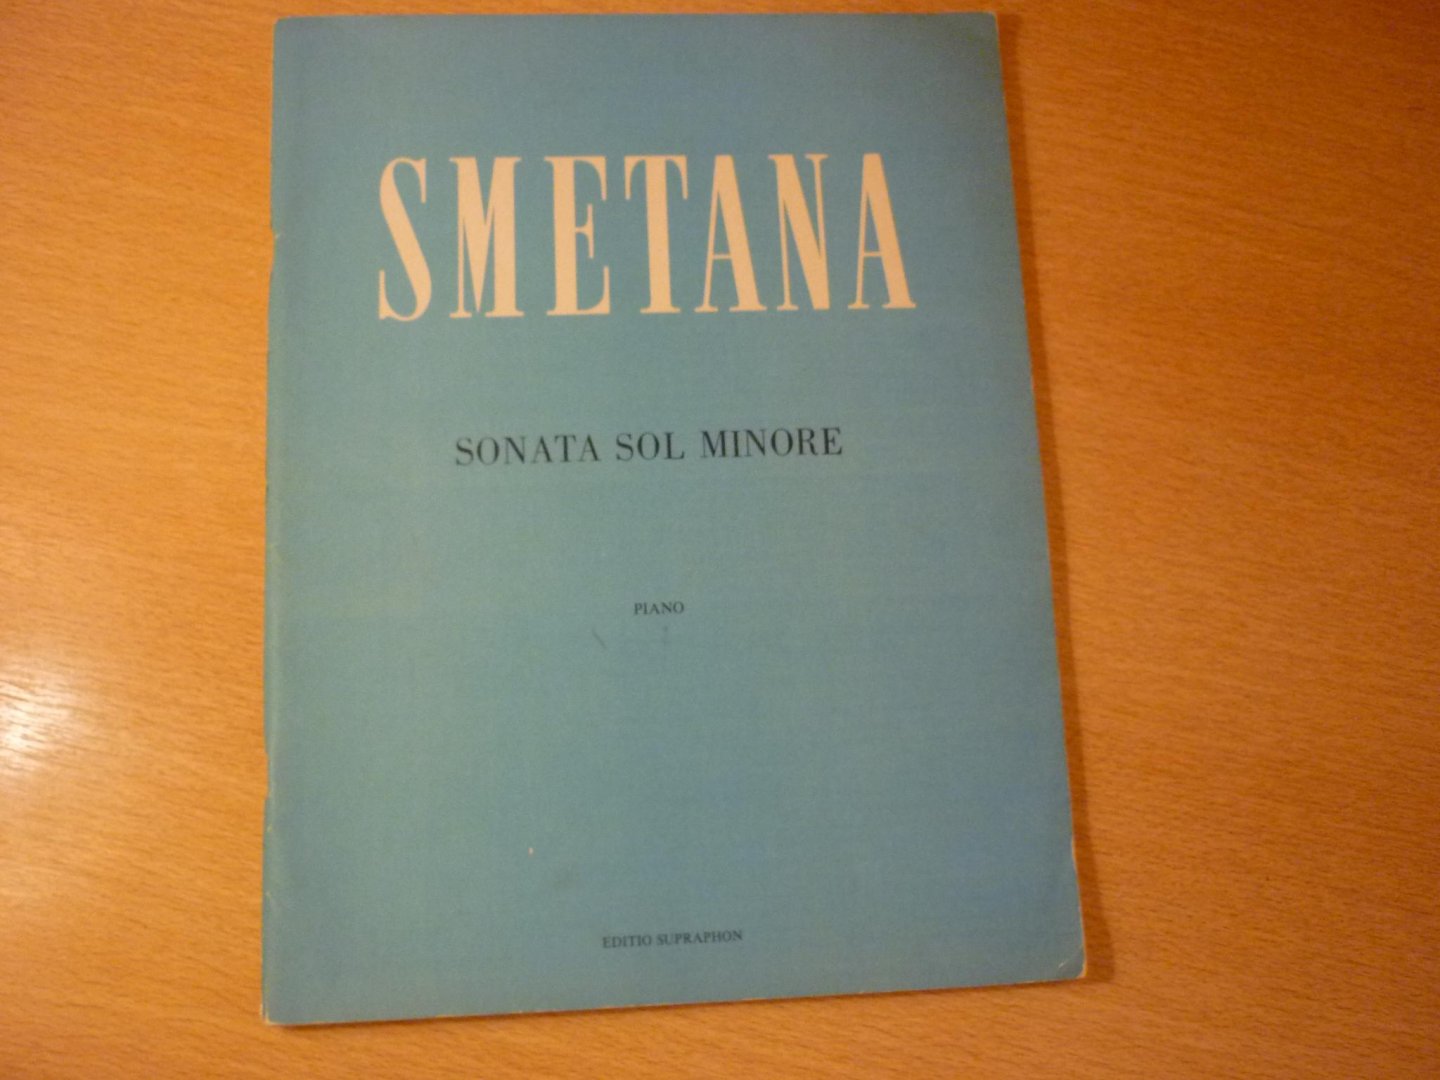 SMETANA
SONATA SOL MINORE
PIANO
EDITIO SUPRAPHON